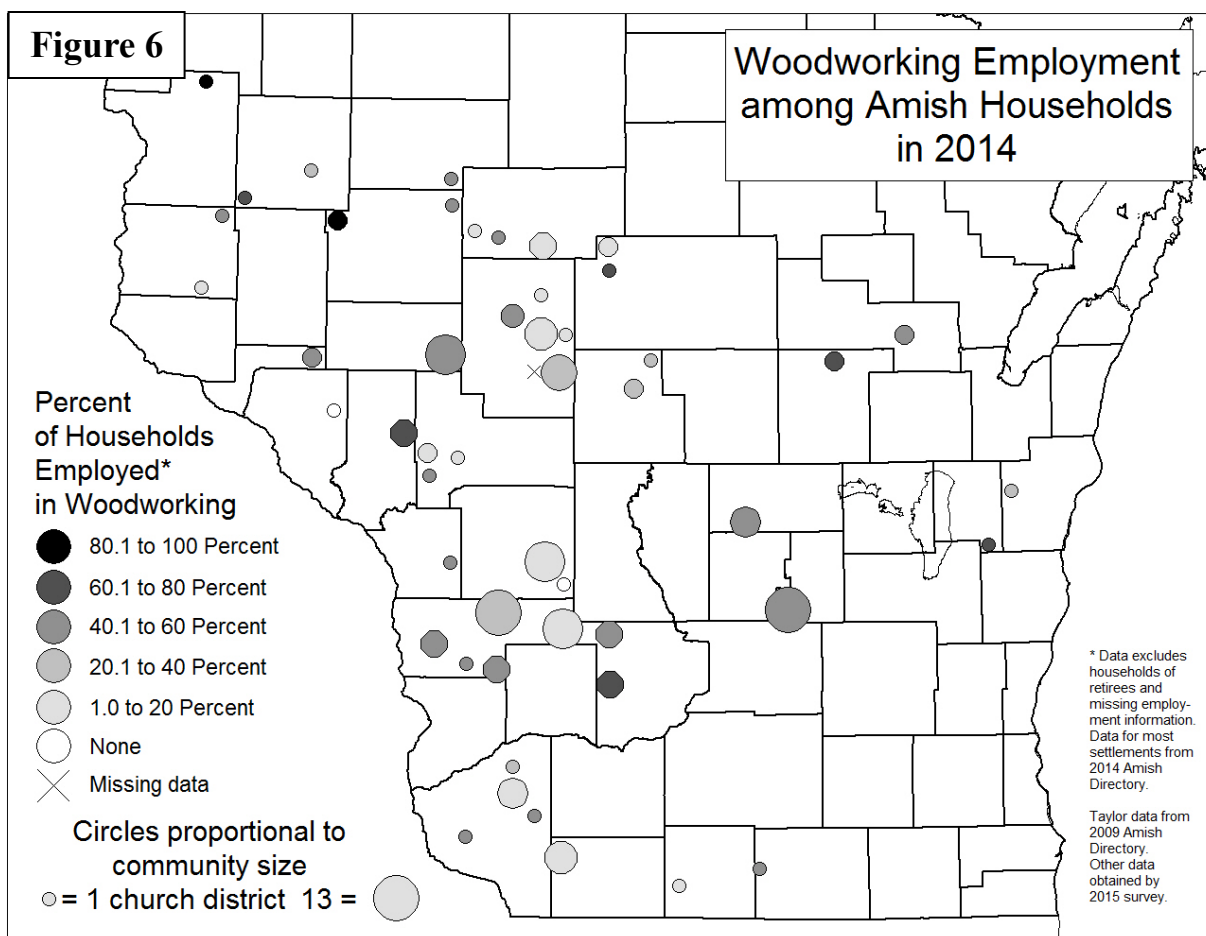 Figure 6
Woodworking Employment
among Amish Households
in 2014
Percent
of Households
Employed*
in Woodworking
80.1 to 100 Percent
60.1 to 80 Percent
40.1 to 60 Percent
20.1 to 40 Percent
1.0 to 20 Percent
None
Missing data
Circles proportional to
community size
= 1 church district 13 =
* Data excludes
households of
retirees and
missing employ-
ment information.
Data for most
settlements from
2014 Amish
Directory.
Taylor data from
2009 Amish
Directory.
Other data
obtained by
2015 survey.